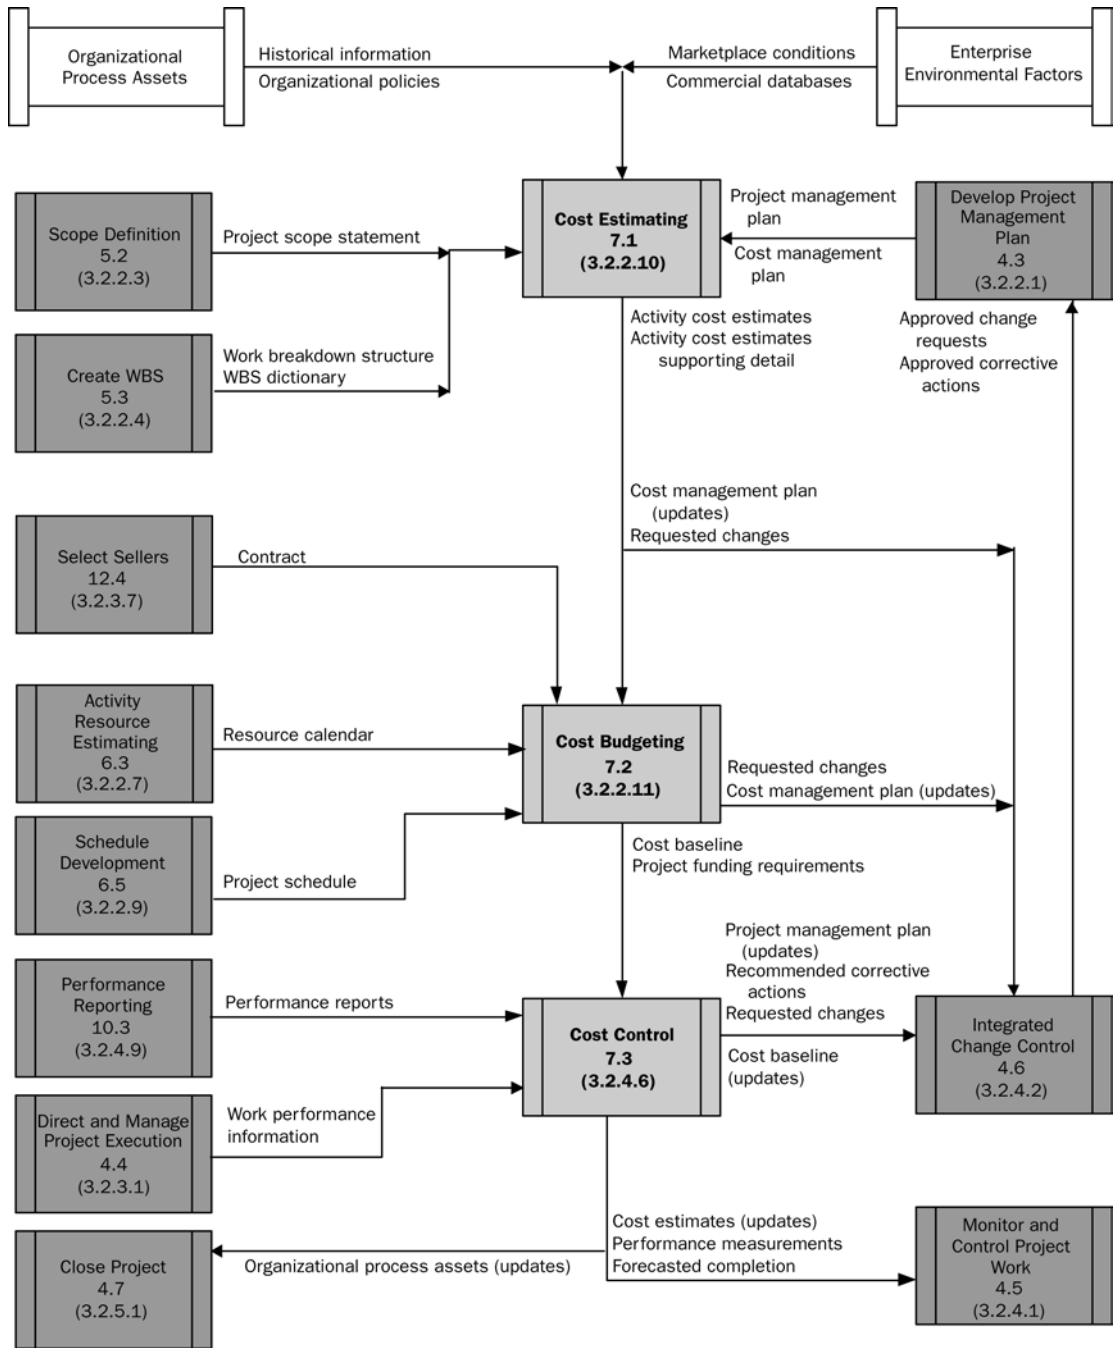 Organizational
Process Assets
Historical information
Organizational policies
Marketplace conditions
Commercial databases
Enterprise
Environmental Factors
Scope Definition
5.2
(3.2.2.3)
Project scope statement
Cost Estimating
7.1
(3.2.2.10)
Project management
plan
Cost management
plan
Develop Project
Management
Plan
4.3
(3.2.2.1)
Create WBS
5.3
(3.2.2.4)
Work breakdown structure
WBS dictionary
Activity cost estimates
Activity cost estimates
supporting detail
Approved change
requests
Approved corrective
actions
Cost management plan
(updates)
Requested changes
Select Sellers
12.4
(3.2.3.7)
Contract
Activity
Resource
Estimating
6.3
(3.2.2.7)
Resource calendar
Cost Budgeting
7.2
(3.2.2.11)
Requested changes
Cost management plan (updates)
Schedule
Development
6.5
(3.2.2.9)
Project schedule
Cost baseline
Project funding requirements
Performance
Reporting
10.3
(3.2.4.9)
Performance reports
Cost Control
7.3
(3.2.4.6)
Project management plan
(updates)
Recommended corrective
actions
Requested changes
Cost baseline
(updates)
Integrated
Change Control
4.6
(3.2.4.2)
Direct and Manage
Project Execution
4.4
(3.2.3.1)
Work performance
information
Close Project
4.7
(3.2.5.1)
Organizational process assets (updates)
Cost estimates (updates)
Performance measurements
Forecasted completion
Monitor and
Control Project
Work
4.5
(3.2.4.1)